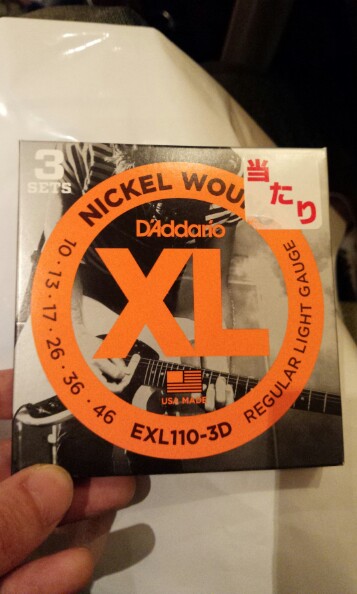 3
SETS
NICKEL WOU
当たり
D'Addario
XL
10・13・17・26・36・46
REGULAR LIGHT GAUGE
USA MADE
EXL110-3D